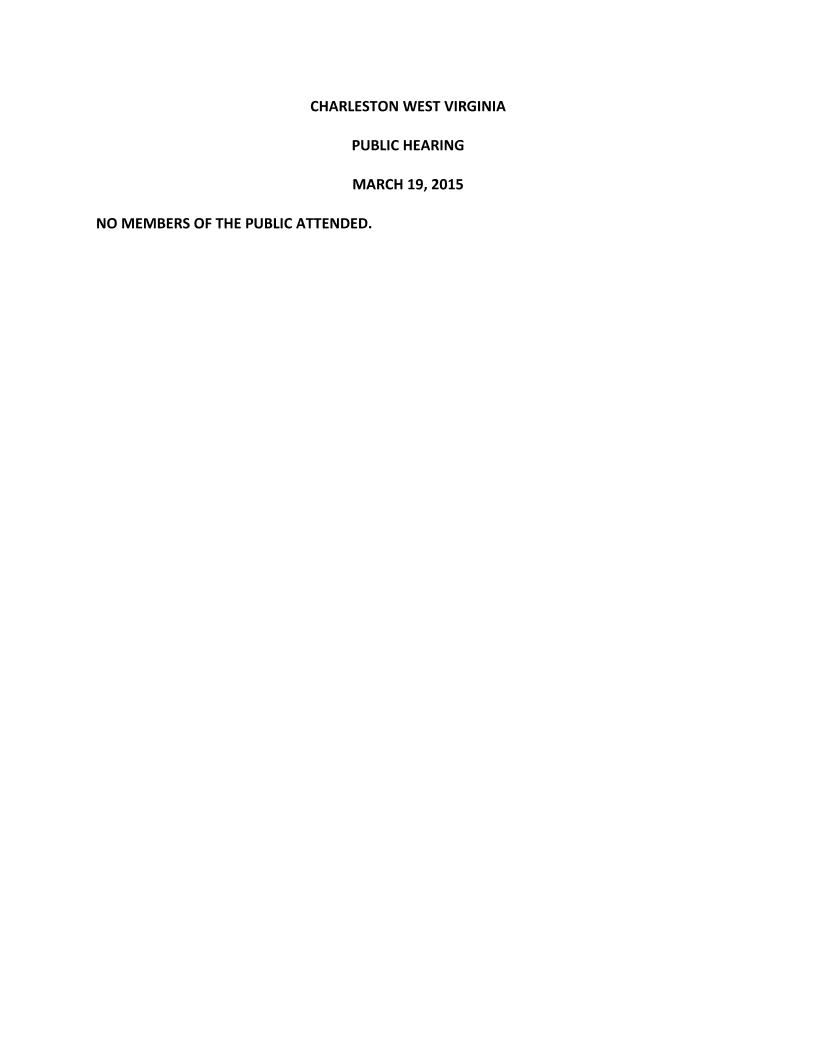 CHARLESTON WEST VIRGINIA
PUBLIC HEARING
MARCH 19, 2015
NO MEMBERS OF THE PUBLIC ATTENDED.